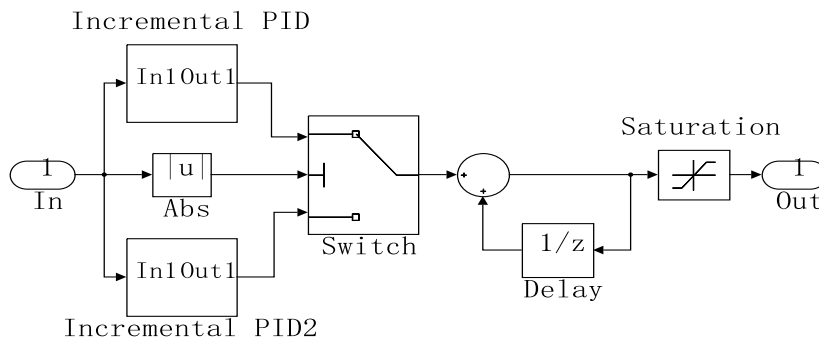 Incremental PID
In1Out1
Saturation
1
In
|u|
Abs
Switch
+
+
1/z
Delay
1
Out
In1Out1
Incremental PID2